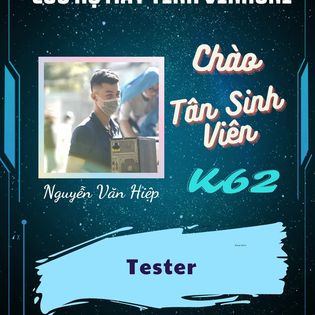 Chào
Tân Sinh
Viên
K62
Nguyễn Văn Hiệp
Tester